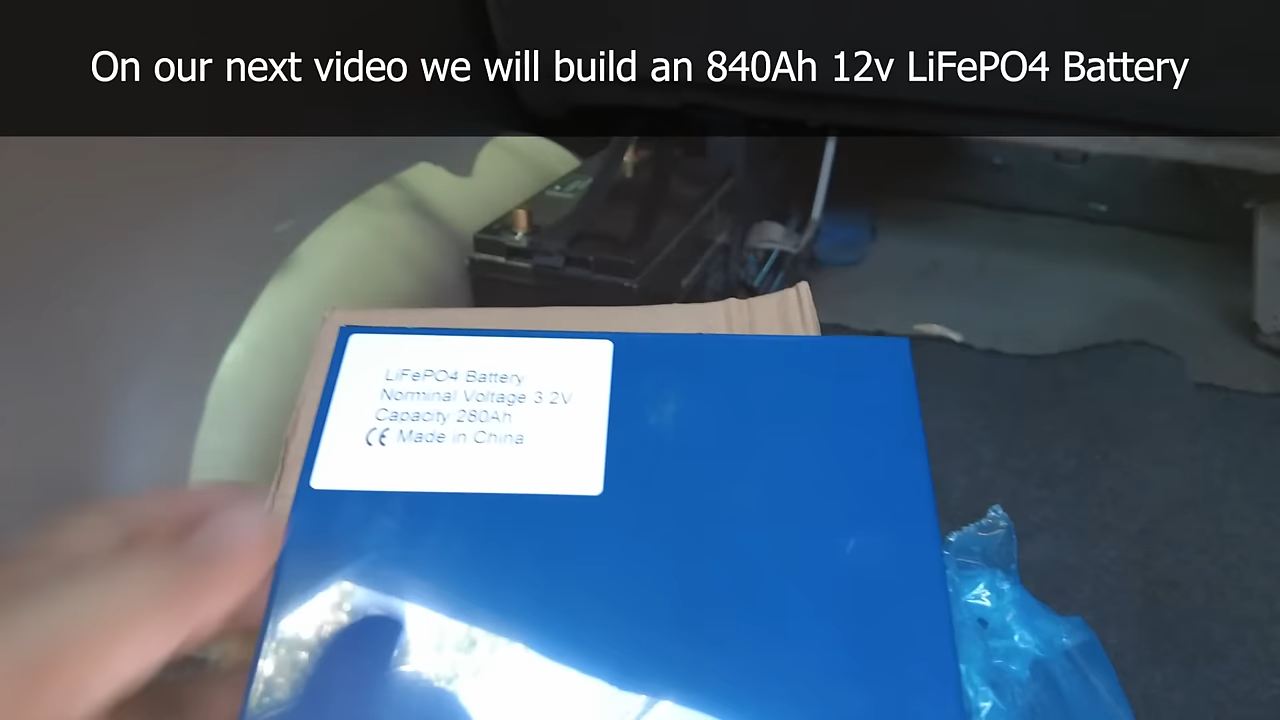 On our next video we will build an 840Ah 12v LiFePO4 Battery
LiFePO4 Battery
Norminal Voltage 3.2V
Capacity 280Ah
CE Made in China